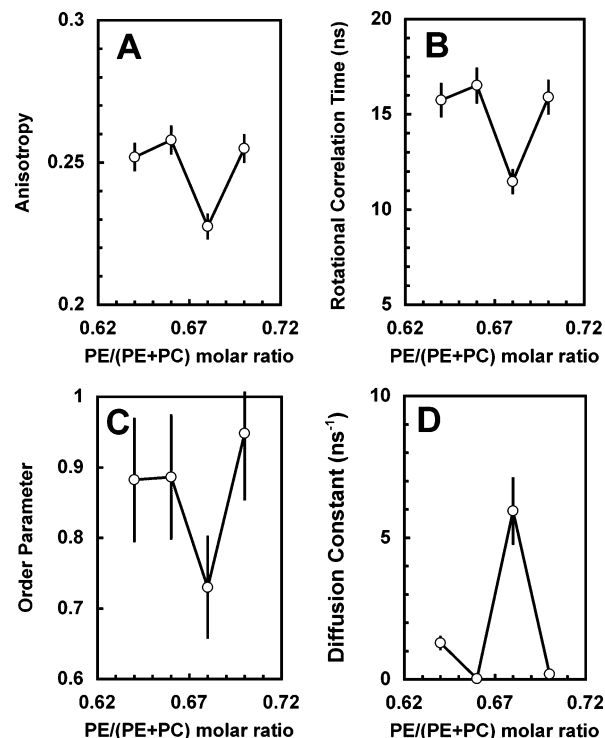 A
Anisotropy
0.3
0.25
0.2
0.62
0.67
0.72
PE/(PE+PC) molar ratio
B
Rotational Correlation Time (ns)
20
15
10
5
0.62
0.67
0.72
PE/(PE+PC) molar ratio
C
Order Parameter
1
0.9
0.8
0.7
0.6
0.62
0.67
0.72
PE/(PE+PC) molar ratio
D
Diffusion Constant (ns⁻¹)
10
5
0
0.62
0.67
0.72
PE/(PE+PC) molar ratio